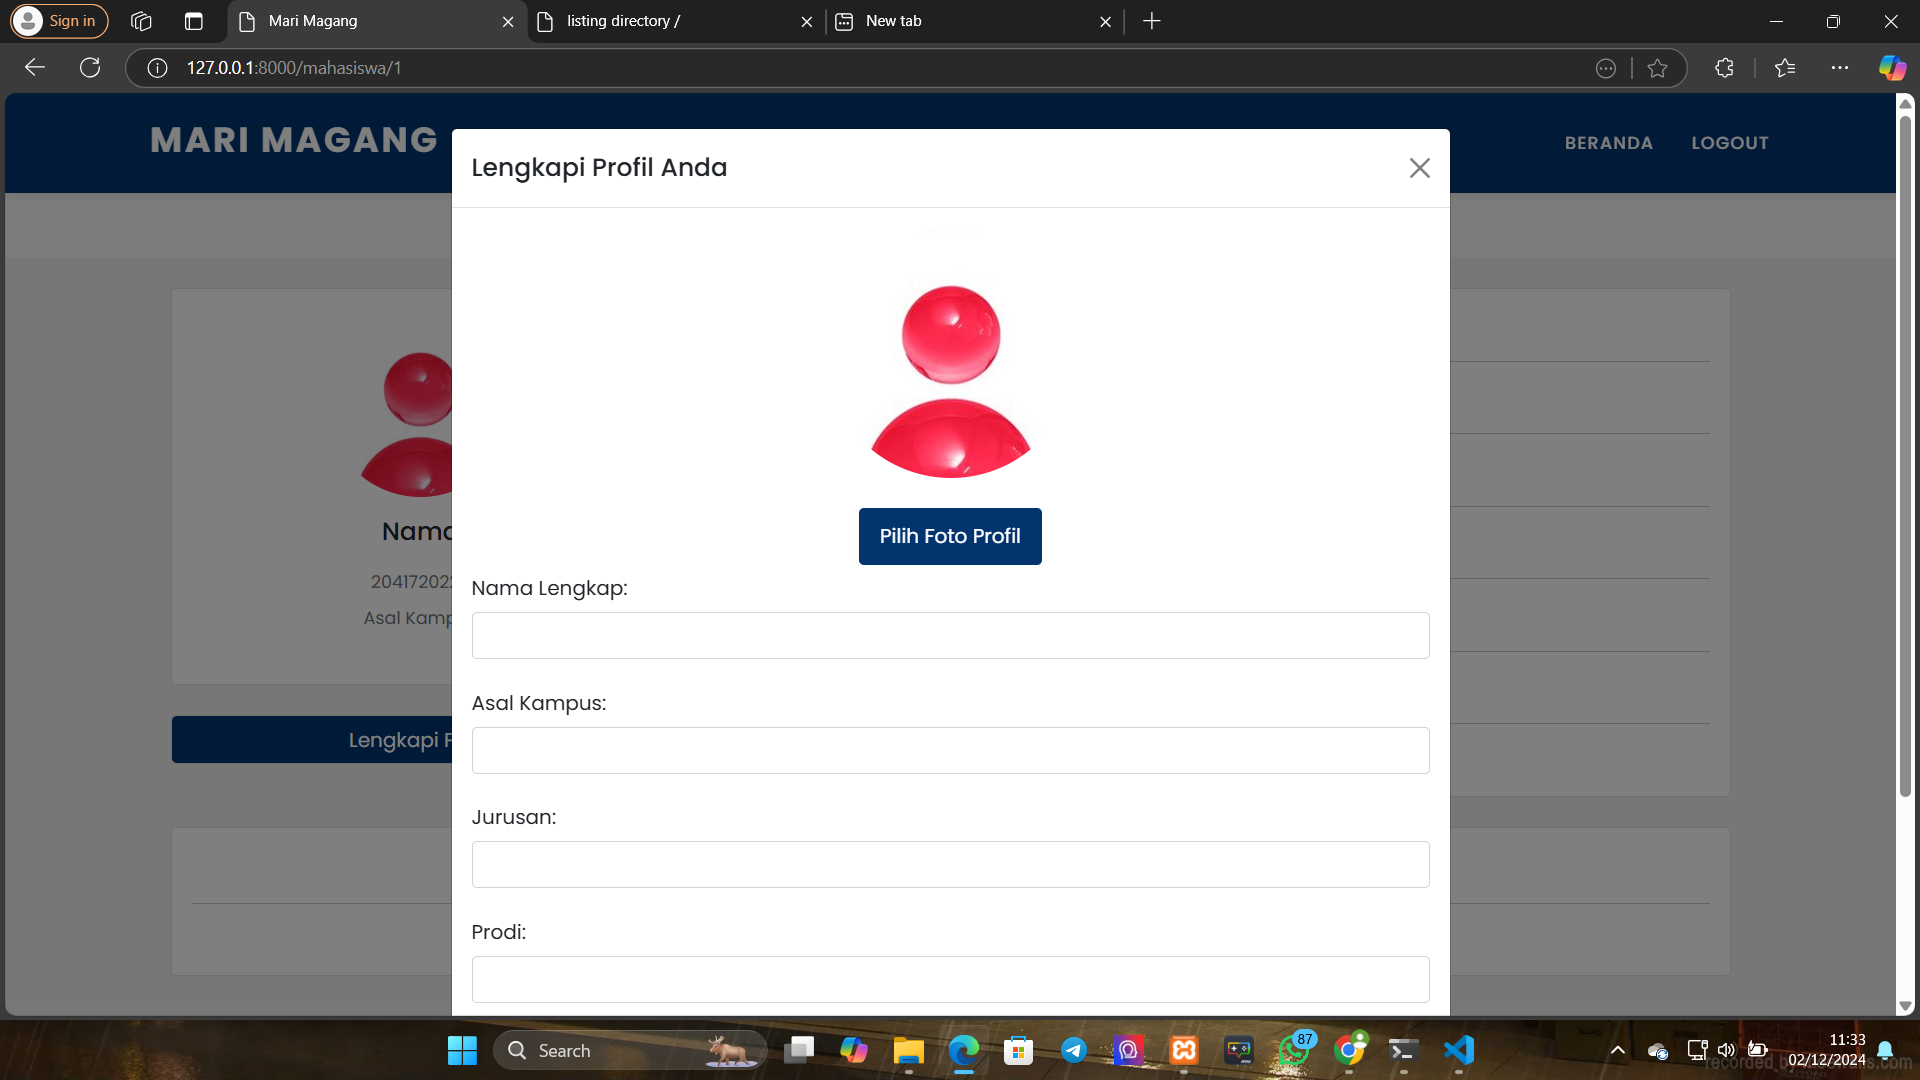 Sign in
Mari Magang
listing directory /
New tab
127.0.0.1:8000/mahasiswa/1
MARI MAGANG
BERANDA
LOGOUT
Lengkapi Profil Anda
Pilih Foto Profil
Nama
20417202
Asal Kamp
Lengkapi P
Nama Lengkap:
Asal Kampus:
Jurusan:
Prodi:
Search
87
11:33
02/12/2024